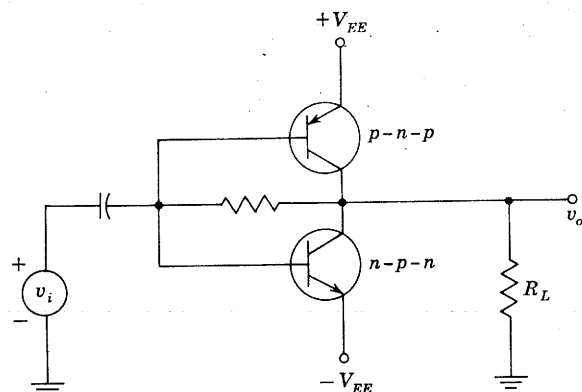 +V_EE
p-n-p
+
v_i
−
v_o
n-p-n
R_L
−V_EE